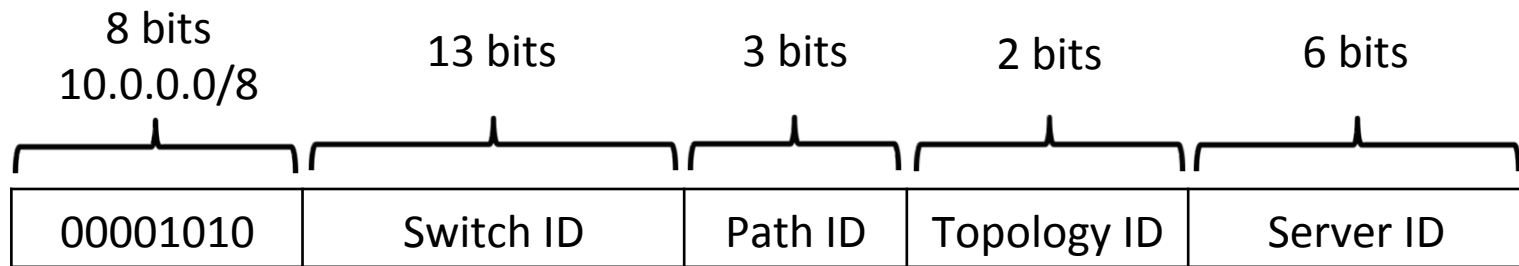 8 bits
10.0.0.0/8
13 bits
3 bits
2 bits
6 bits
00001010
Switch ID
Path ID
Topology ID
Server ID